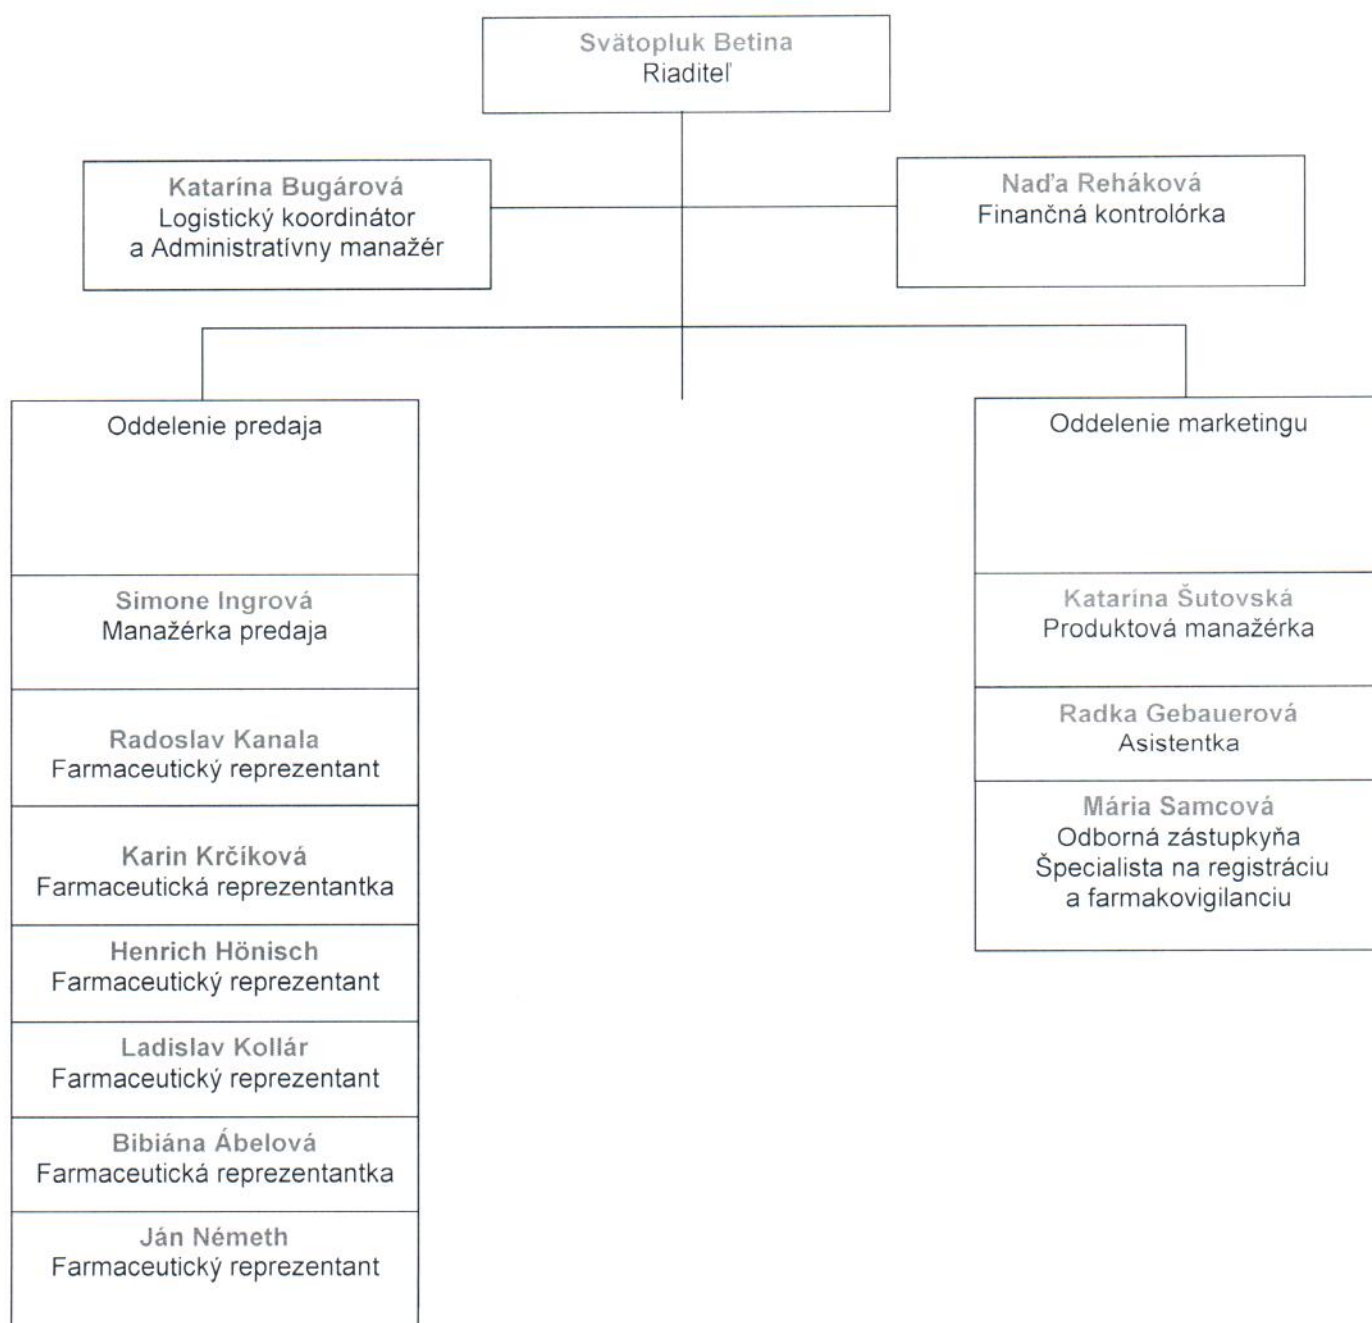 Svätopluk Betina
Riaditeľ
Katarína Bugárová
Logistický koordinátor
a Administratívny manažér
Naďa Reháková
Finančná kontrolórka
Oddelenie predaja
Simone Ingrová
Manažérka predaja
Radoslav Kanala
Farmaceutický reprezentant
Karin Krčíková
Farmaceutická reprezentantka
Henrich Hönisch
Farmaceutický reprezentant
Ladislav Kollár
Farmaceutický reprezentant
Bibiána Ábelová
Farmaceutická reprezentantka
Ján Németh
Farmaceutický reprezentant
Oddelenie marketingu
Katarína Šutovská
Produktová manažérka
Radka Gebauerová
Asistentka
Mária Samcová
Odborná zástupkyňa
Špecialista na registráciu
a farmakovigilanciu